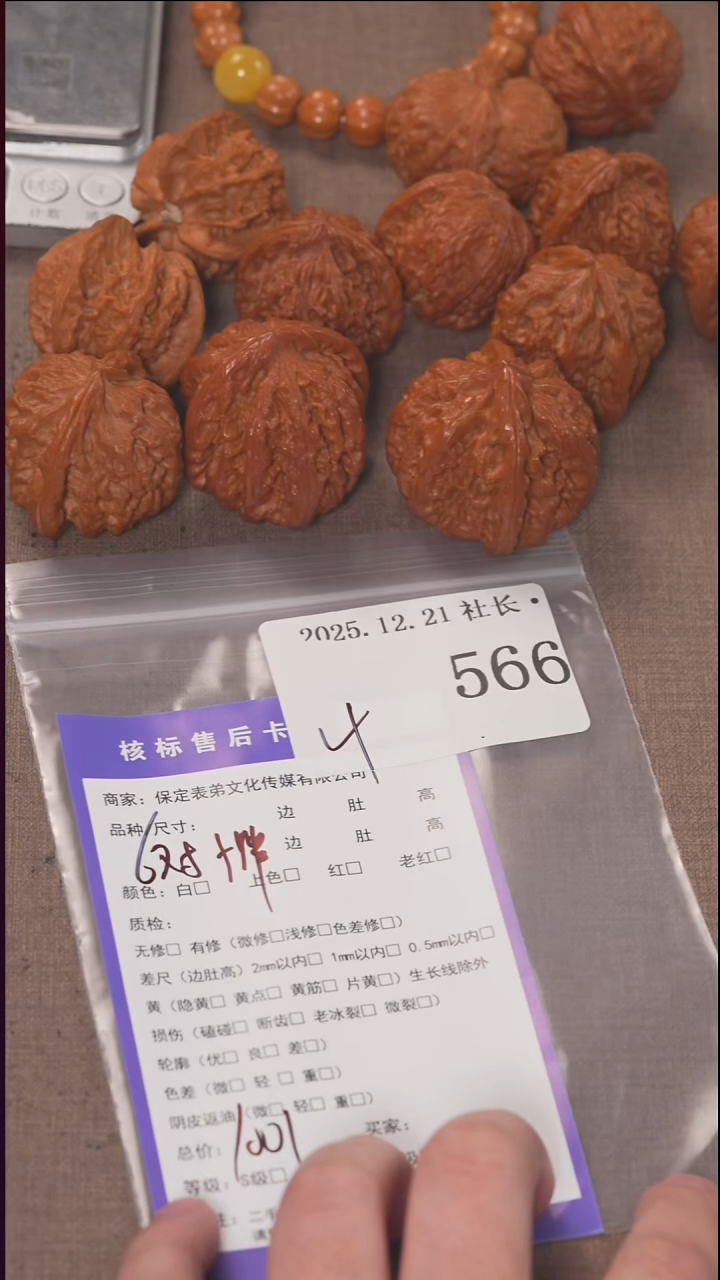 2025.12.21 社长·
566
4
核标售后卡
商家：保定表弟文化传媒有限公司
品种/尺寸： 边 肚 高
6对 边 肚 高
颜色：白□ 上色□ 红□ 老红□
质检：
无修□ 有修（微修□浅修□色差修□）
差尺（边肚高）2mm以内□ 1mm以内□ 0.5mm以内□
黄（隐黄□ 黄点□ 黄筋□ 片黄□）生长线除外
损伤（磕碰□ 断齿□ 老冰裂□ 微裂□）
轮廓（优□ 良□ 差□）
色差（微□ 轻□ 重□）
阴皮返油（微□ 轻□ 重□）
总价： 买家：
等级：S级□